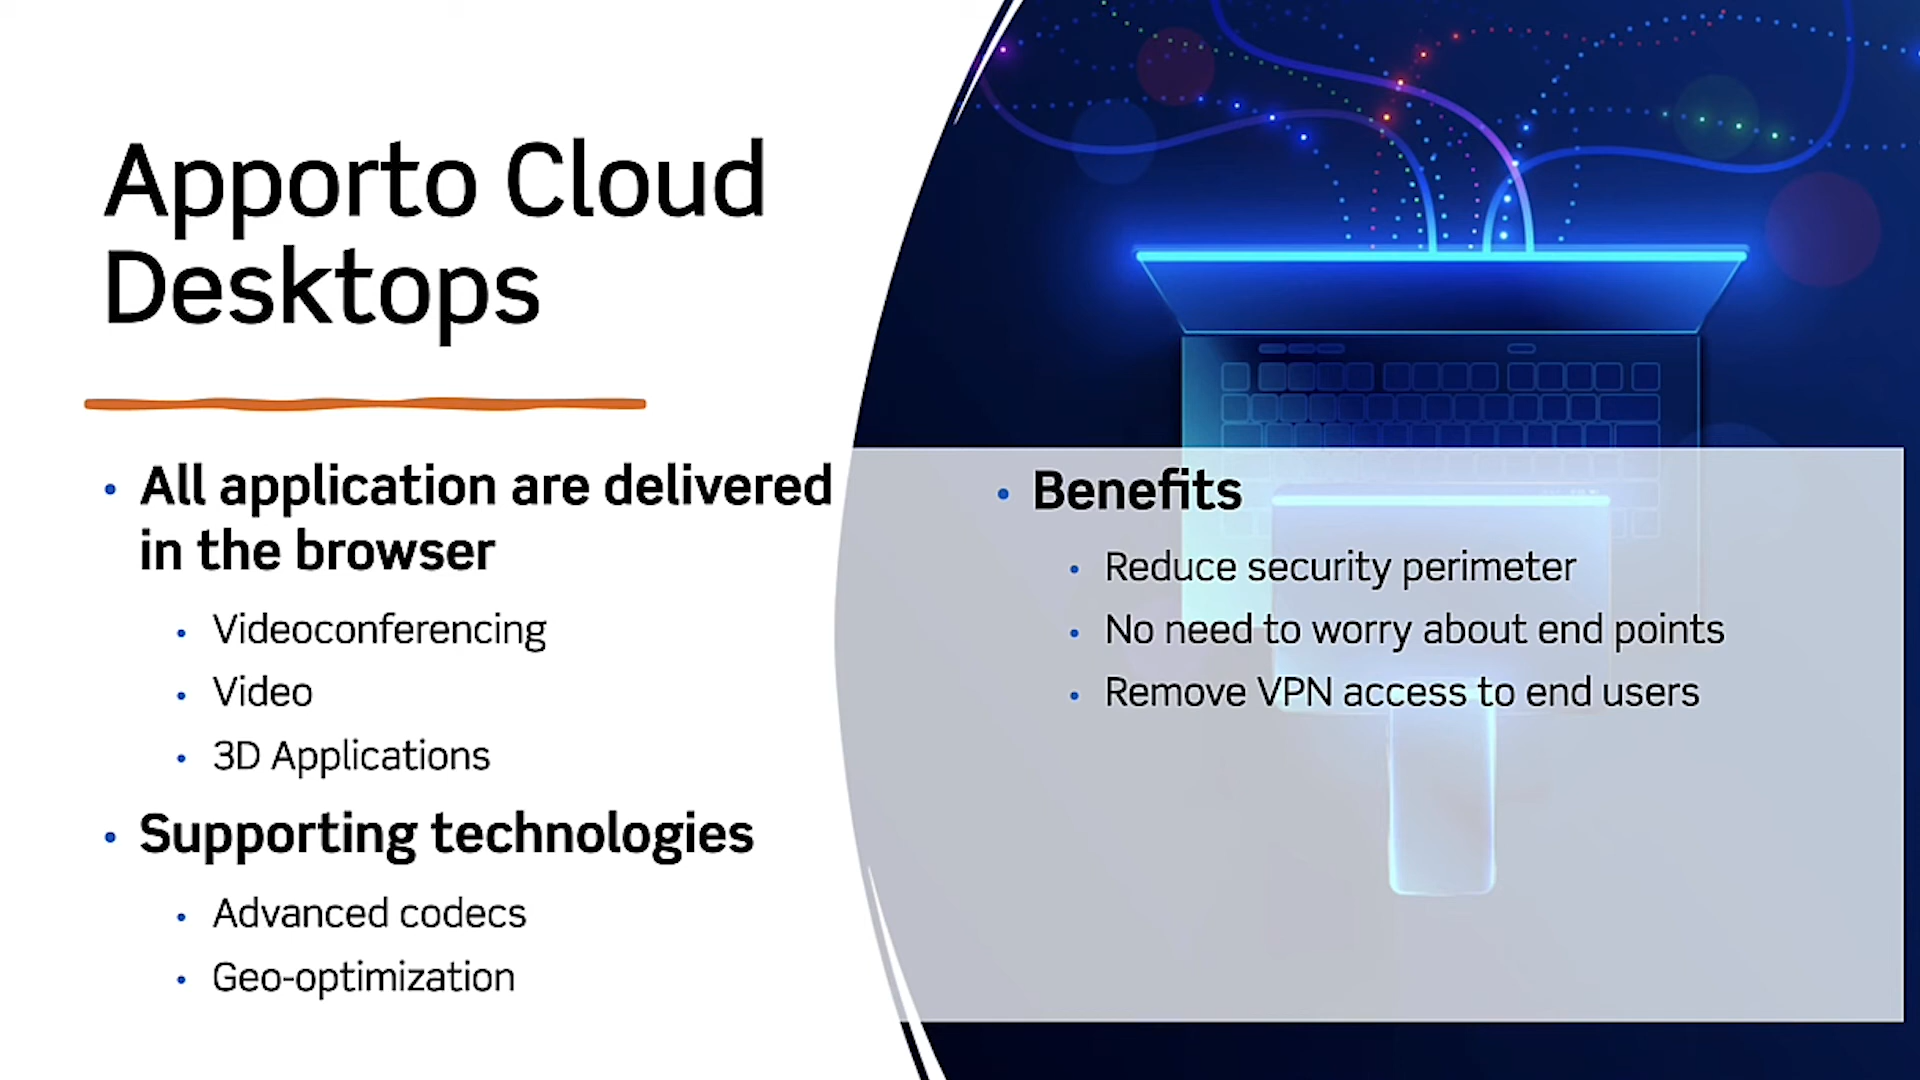 Apporto Cloud
Desktops
• All application are delivered
in the browser
• Videoconferencing
• Video
• 3D Applications
• Supporting technologies
• Advanced codecs
• Geo-optimization
• Benefits
• Reduce security perimeter
• No need to worry about end points
• Remove VPN access to end users